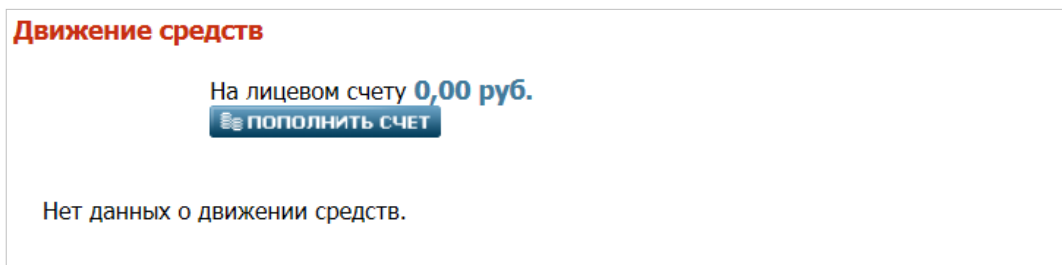 Движение средств
На лицевом счету 0,00 руб.
ПОПОЛНИТЬ СЧЕТ
Нет данных о движении средств.